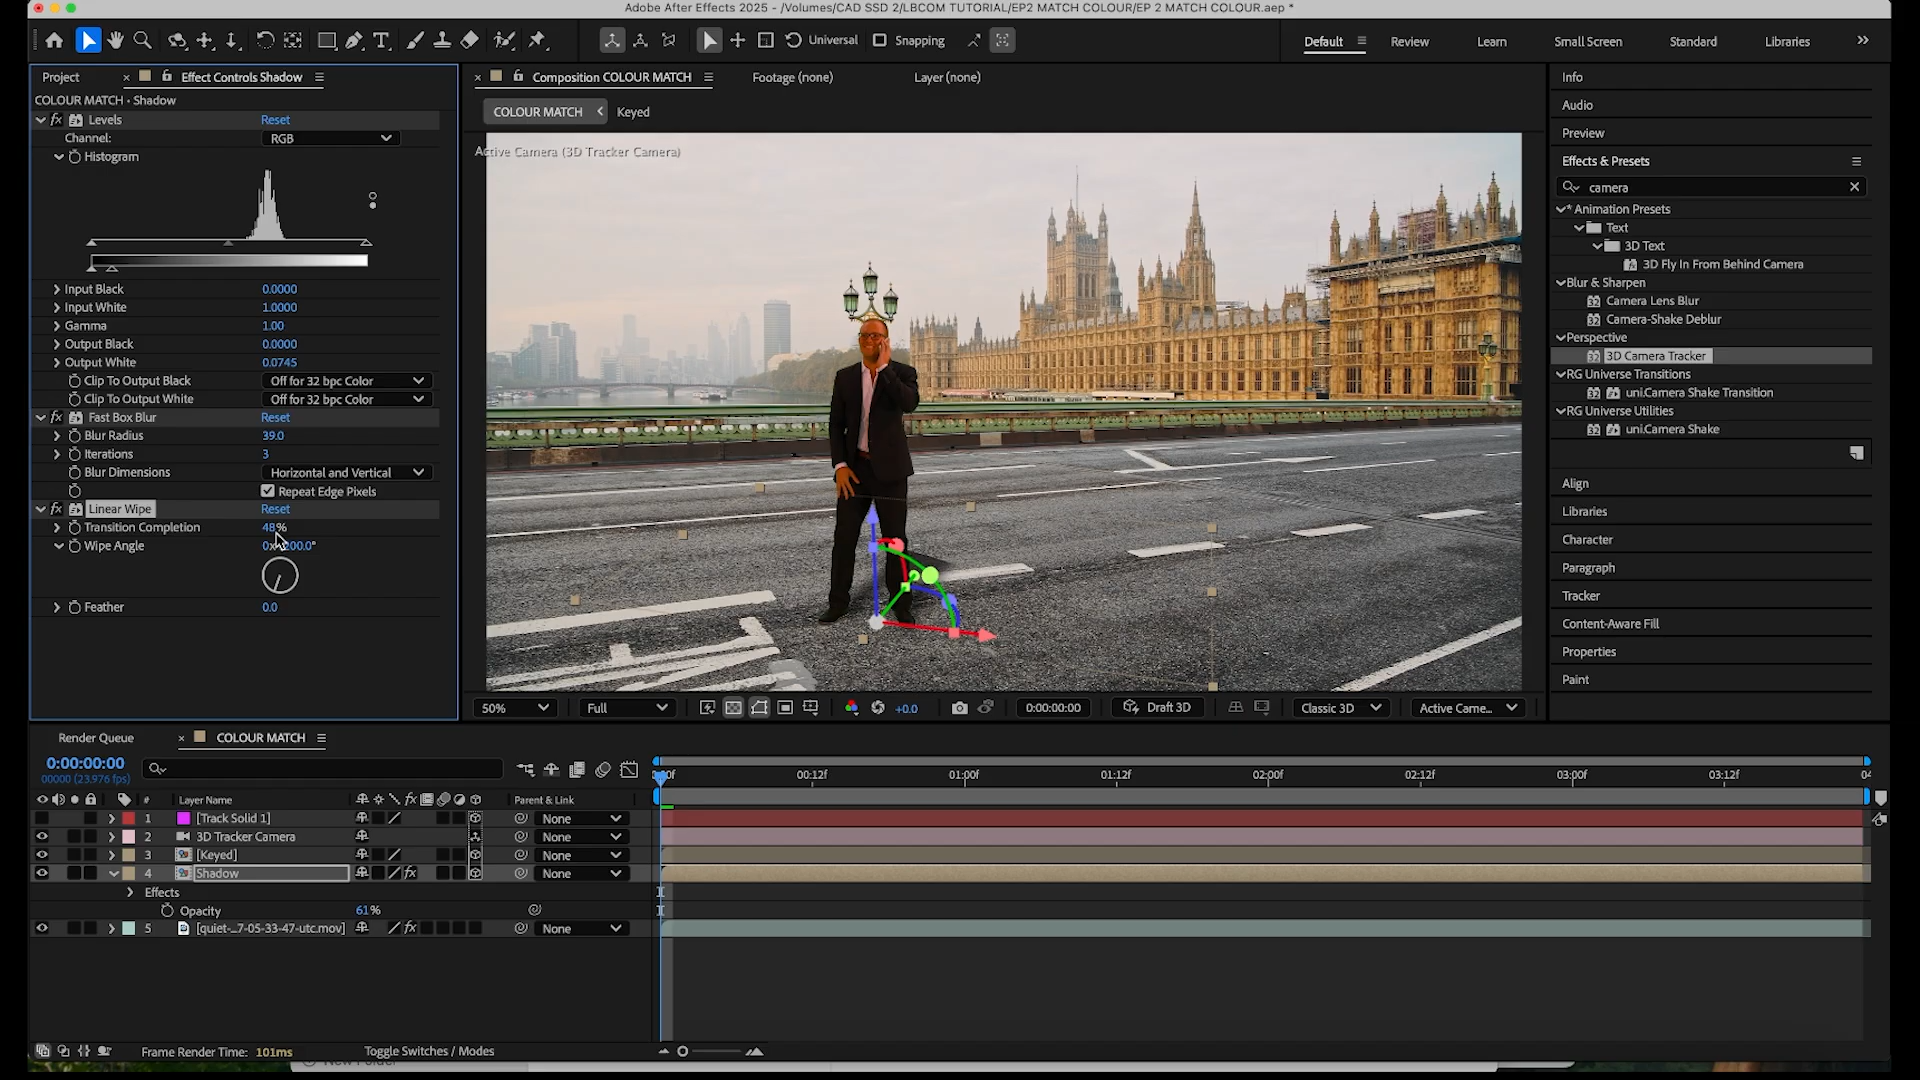 Adobe After Effects 2025 - /Volumes/CAD SSD 2/LBCOM TUTORIAL/EP2 MATCH COLOUR/EP 2 MATCH COLOUR.aep *
Universal
Snapping
Default
Review
Learn
Small Screen
Standard
Libraries
Project
Effect Controls Shadow
COLOUR MATCH • Shadow
fx Levels Reset
Channel: RGB
Histogram
Input Black 0.0000
Input White 1.0000
Gamma 1.00
Output Black 0.0000
Output White 0.0745
Clip To Output Black Off for 32 bpc Color
Clip To Output White Off for 32 bpc Color
fx Fast Box Blur Reset
Blur Radius 39.0
Iterations 3
Blur Dimensions Horizontal and Vertical
Repeat Edge Pixels
fx Linear Wipe Reset
Transition Completion 48%
Wipe Angle
Feather 0.0
Composition COLOUR MATCH
Footage (none)
Layer (none)
COLOUR MATCH
Keyed
Active Camera (3D Tracker Camera)
50%
Full
+0.0
0:00:00:00
Draft 3D
Classic 3D
Active Came...
Info
Audio
Preview
Effects & Presets
camera
* Animation Presets
Text
3D Text
3D Fly In From Behind Camera
Blur & Sharpen
Camera Lens Blur
Camera-Shake Deblur
Perspective
3D Camera Tracker
RG Universe Transitions
uni.Camera Shake Transition
RG Universe Utilities
uni.Camera Shake
Align
Libraries
Character
Paragraph
Tracker
Content-Aware Fill
Properties
Paint
Render Queue
COLOUR MATCH
0:00:00:00
00000 (23.976 fps)
00:12f 01:00f 01:12f 02:00f 02:12f 03:00f 03:12f 04
# Layer Name fx Parent & Link
1 [Track Solid 1] None
2 3D Tracker Camera None
3 [Keyed] None
4 Shadow fx None
Effects
Opacity 61%
5 [quiet-_7-05-33-47-utc.mov] fx None
Frame Render Time: 101ms
Toggle Switches / Modes